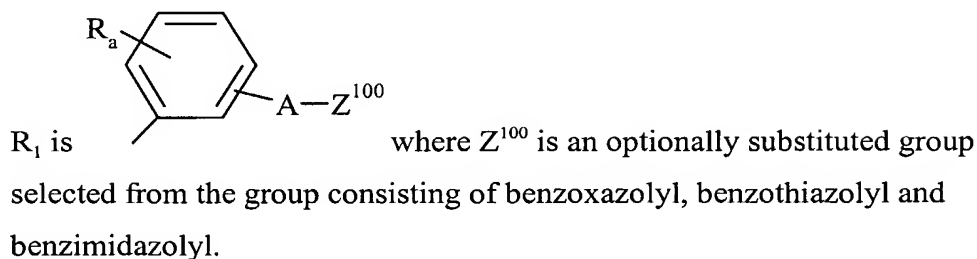 Rₐ
A—Z¹⁰⁰
R₁ is where Z¹⁰⁰ is an optionally substituted group
selected from the group consisting of benzoxazolyl, benzothiazolyl and
benzimidazolyl.